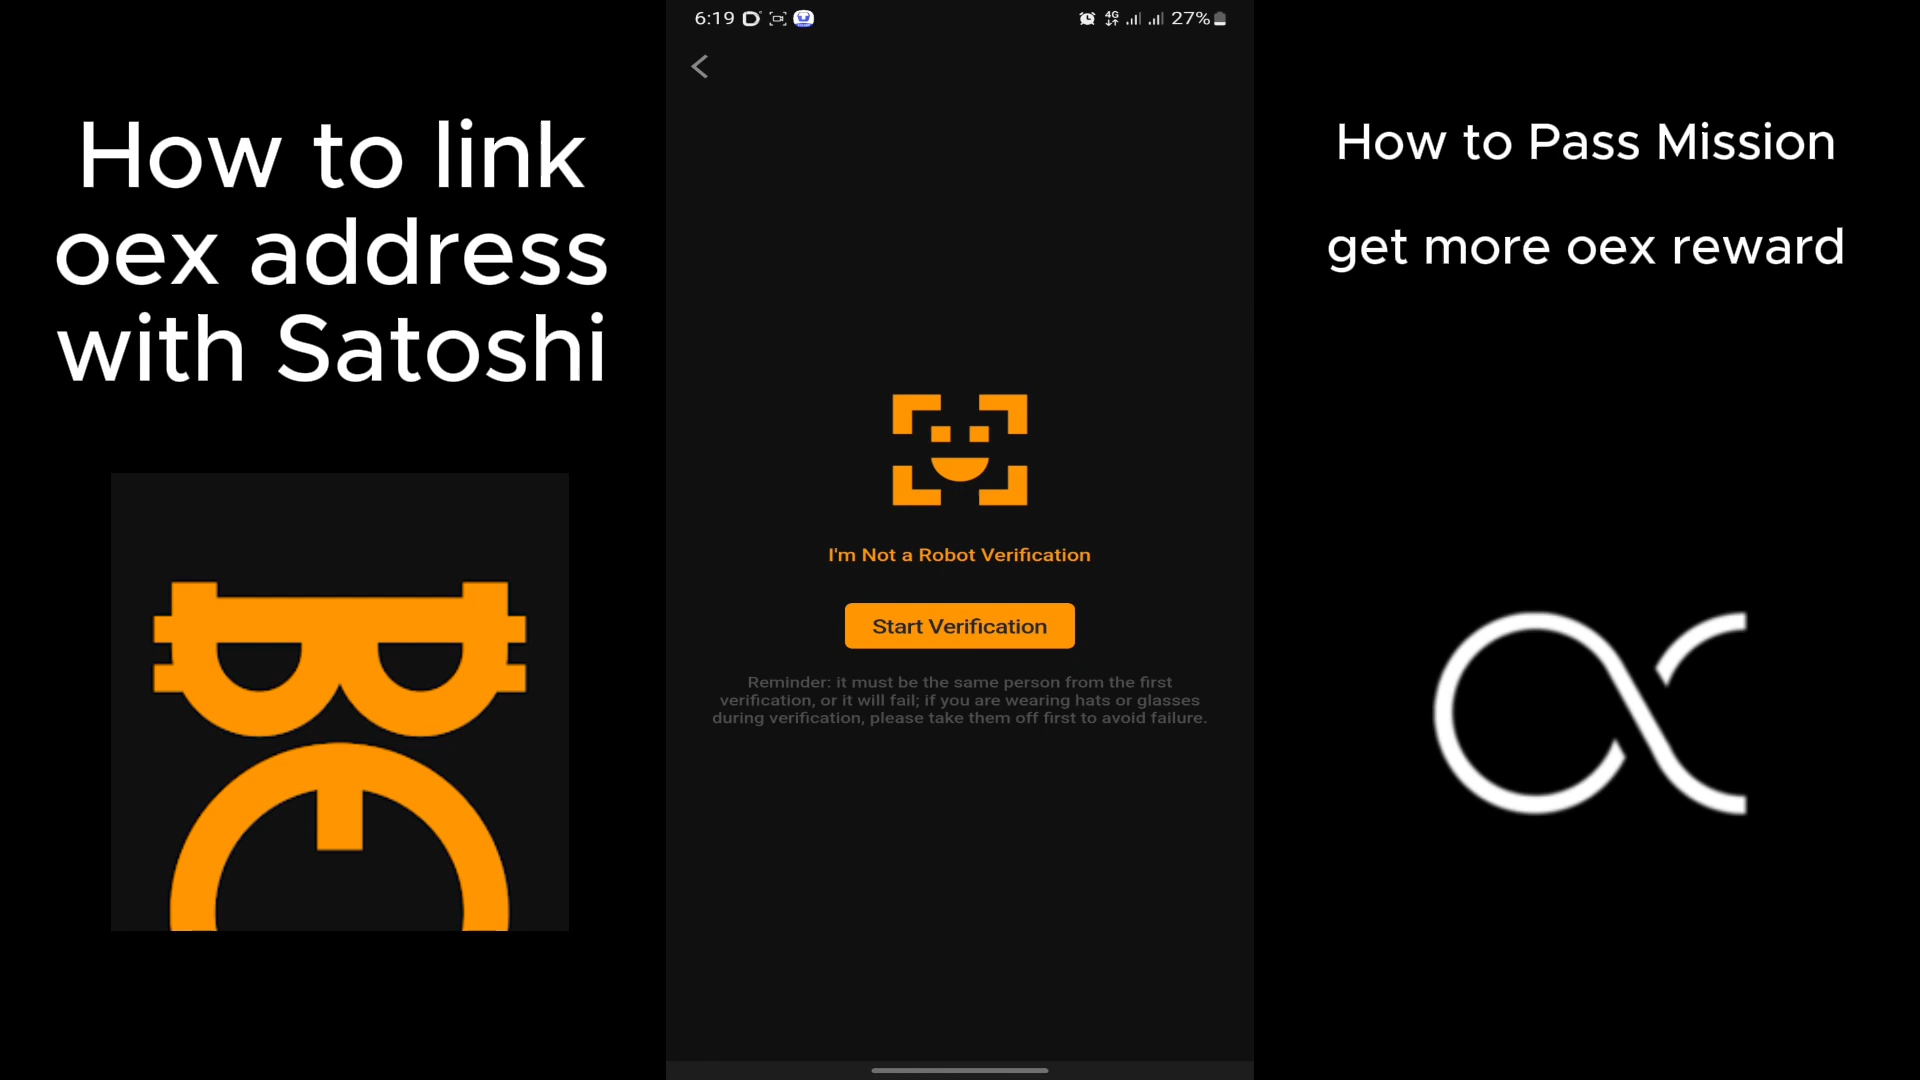 How to link
oex address
with Satoshi
6:19
4G
27%
I'm Not a Robot Verification
Start Verification
Reminder: it must be the same person from the first
verification, or it will fail; if you are wearing hats or glasses
during verification, please take them off first to avoid failure.
How to Pass Mission
get more oex reward